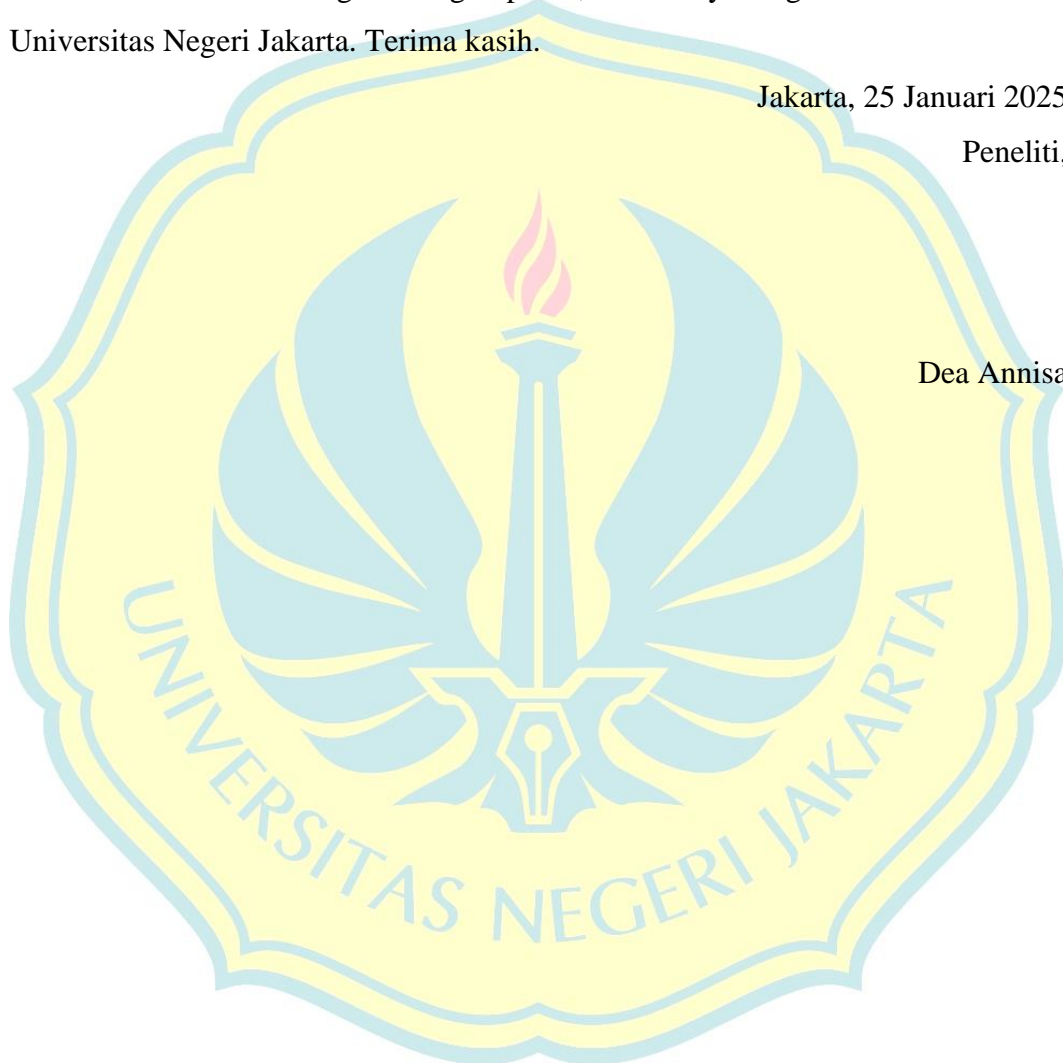 Universitas Negeri Jakarta. Terima kasih.
Jakarta, 25 Januari 2025
Peneliti,
Dea Annisa
UNIVERSITAS NEGERI JAKARTA